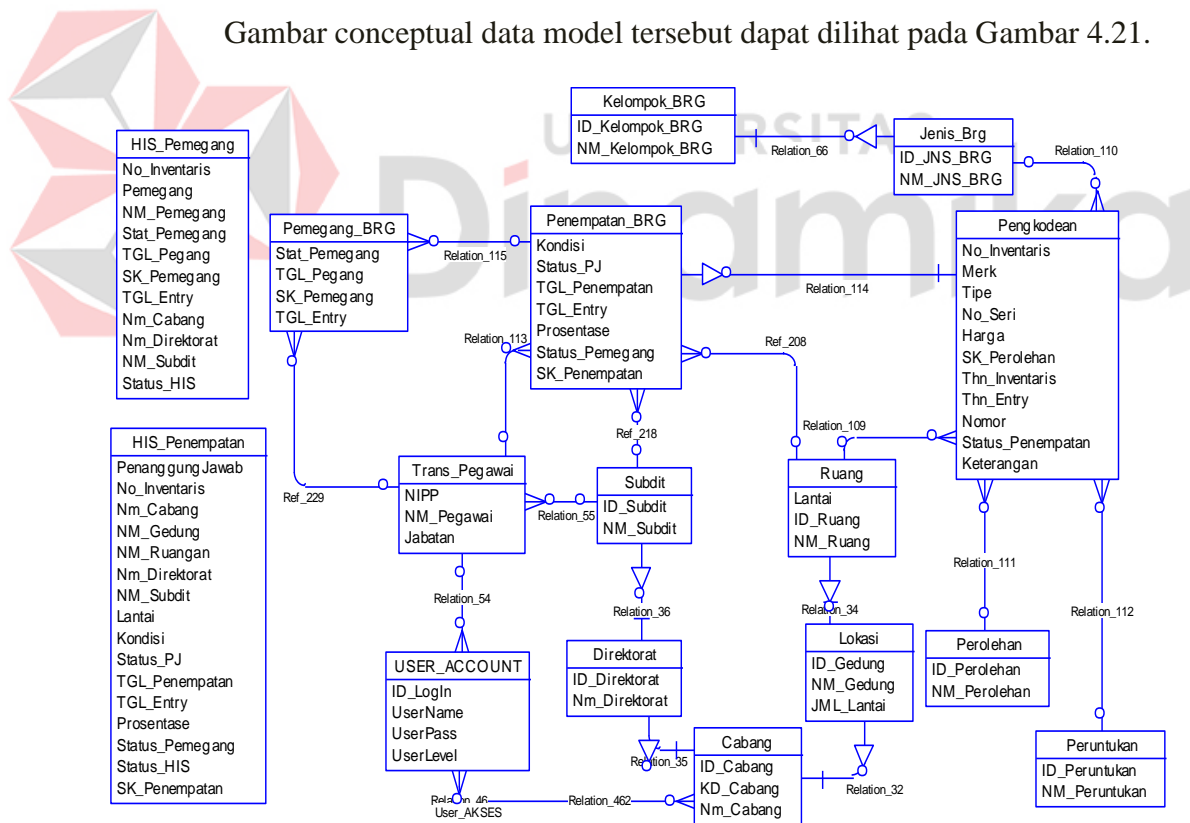 Gambar conceptual data model tersebut dapat dilihat pada Gambar 4.21.
UNIVERSITAS
Dinamika
Kelompok_BRG
ID_Kelompok_BRG
NM_Kelompok_BRG
Relation_66
Jenis_Brg
ID_JNS_BRG
NM_JNS_BRG
Relation_110
HIS_Pemegang
No_Inventaris
Pemegang
NM_Pemegang
Stat_Pemegang
TGL_Pegang
SK_Pemegang
TGL_Entry
Nm_Cabang
Nm_Direktorat
NM_Subdit
Status_HIS
Pemegang_BRG
Stat_Pemegang
TGL_Pegang
SK_Pemegang
TGL_Entry
Relation_115
Penempatan_BRG
Kondisi
Status_PJ
TGL_Penempatan
TGL_Entry
Prosentase
Status_Pemegang
SK_Penempatan
Relation_114
Pengkodean
No_Inventaris
Merk
Tipe
No_Seri
Harga
SK_Perolehan
Thn_Inventaris
Thn_Entry
Nomor
Status_Penempatan
Keterangan
Relation_113
Ref_208
Ref_218
Relation_109
HIS_Penempatan
PenanggungJawab
No_Inventaris
Nm_Cabang
NM_Gedung
NM_Ruangan
Nm_Direktorat
NM_Subdit
Lantai
Kondisi
Status_PJ
TGL_Penempatan
TGL_Entry
Prosentase
Status_Pemegang
Status_HIS
SK_Penempatan
Ref_229
Trans_Pegawai
NIPP
NM_Pegawai
Jabatan
Relation_55
Subdit
ID_Subdit
NM_Subdit
Ruang
Lantai
ID_Ruang
NM_Ruang
Relation_54
Relation_36
Relation_34
Relation_111
Relation_112
USER_ACCOUNT
ID_LogIn
UserName
UserPass
UserLevel
Direktorat
ID_Direktorat
Nm_Direktorat
Lokasi
ID_Gedung
NM_Gedung
JML_Lantai
Perolehan
ID_Perolehan
NM_Perolehan
Relation_35
Cabang
ID_Cabang
KD_Cabang
Nm_Cabang
Relation_32
Peruntukan
ID_Peruntukan
NM_Peruntukan
Relation_46
User_AKSES
Relation_462